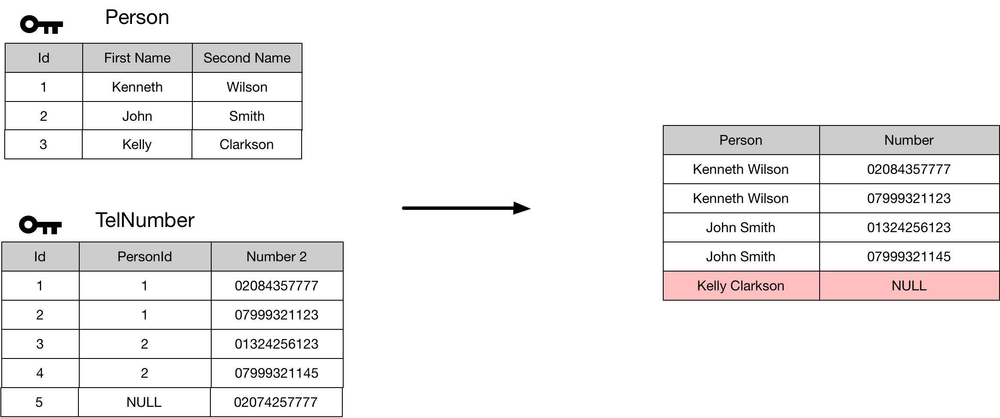 Person
Id First Name Second Name
1 Kenneth Wilson
2 John Smith
3 Kelly Clarkson
TelNumber
Id PersonId Number 2
1 1 02084357777
2 1 07999321123
3 2 01324256123
4 2 07999321145
5 NULL 02074257777
Person Number
Kenneth Wilson 02084357777
Kenneth Wilson 07999321123
John Smith 01324256123
John Smith 07999321145
Kelly Clarkson NULL